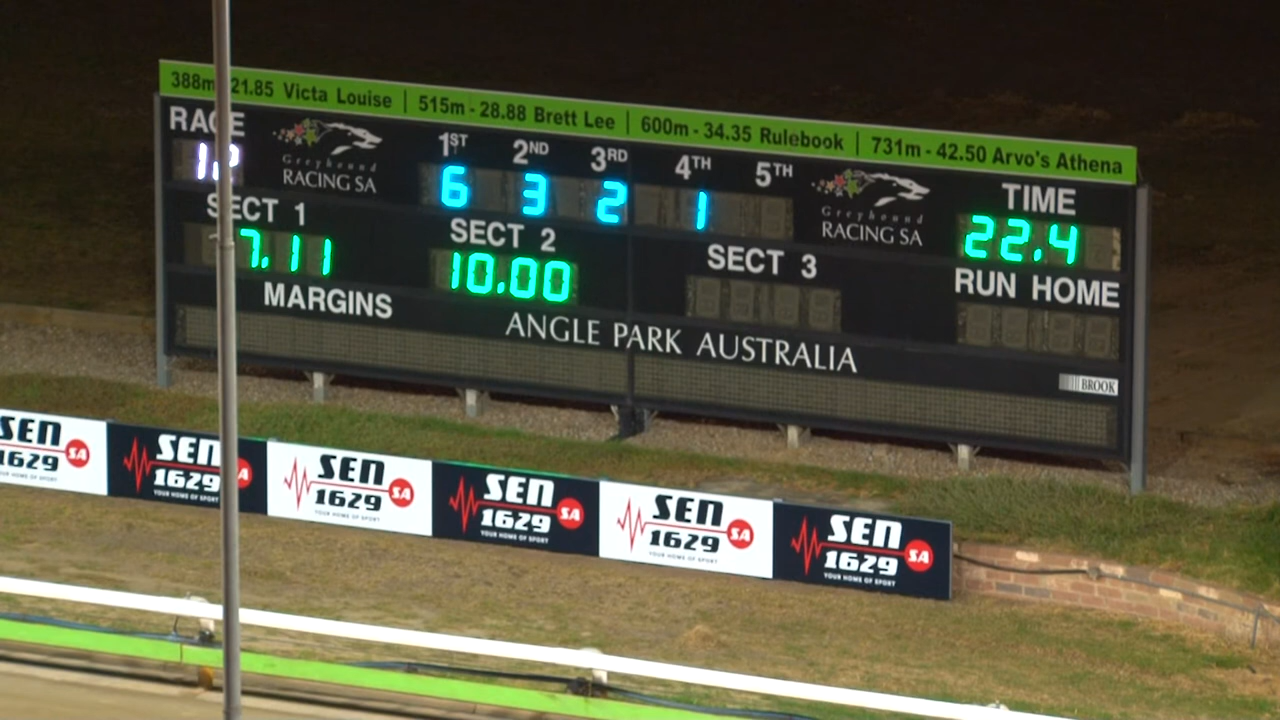 388m - 21.85 Victa Louise | 515m - 28.88 Brett Lee | 600m - 34.35 Rulebook | 731m - 42.50 Arvo's Athena
RACE
Greyhound
RACING SA
1ST 2ND 3RD 4TH 5TH
6 3 2 1
Greyhound
RACING SA
TIME
22.4
SECT 1
7.11
SECT 2
10.00
SECT 3
RUN HOME
MARGINS
ANGLE PARK AUSTRALIA
BROOK
SEN
1629 SA
YOUR HOME OF SPORT
SEN
1629 SA
YOUR HOME OF SPORT
SEN
1629 SA
YOUR HOME OF SPORT
SEN
1629 SA
YOUR HOME OF SPORT
SEN
1629 SA
YOUR HOME OF SPORT
SEN
1629 SA
YOUR HOME OF SPORT